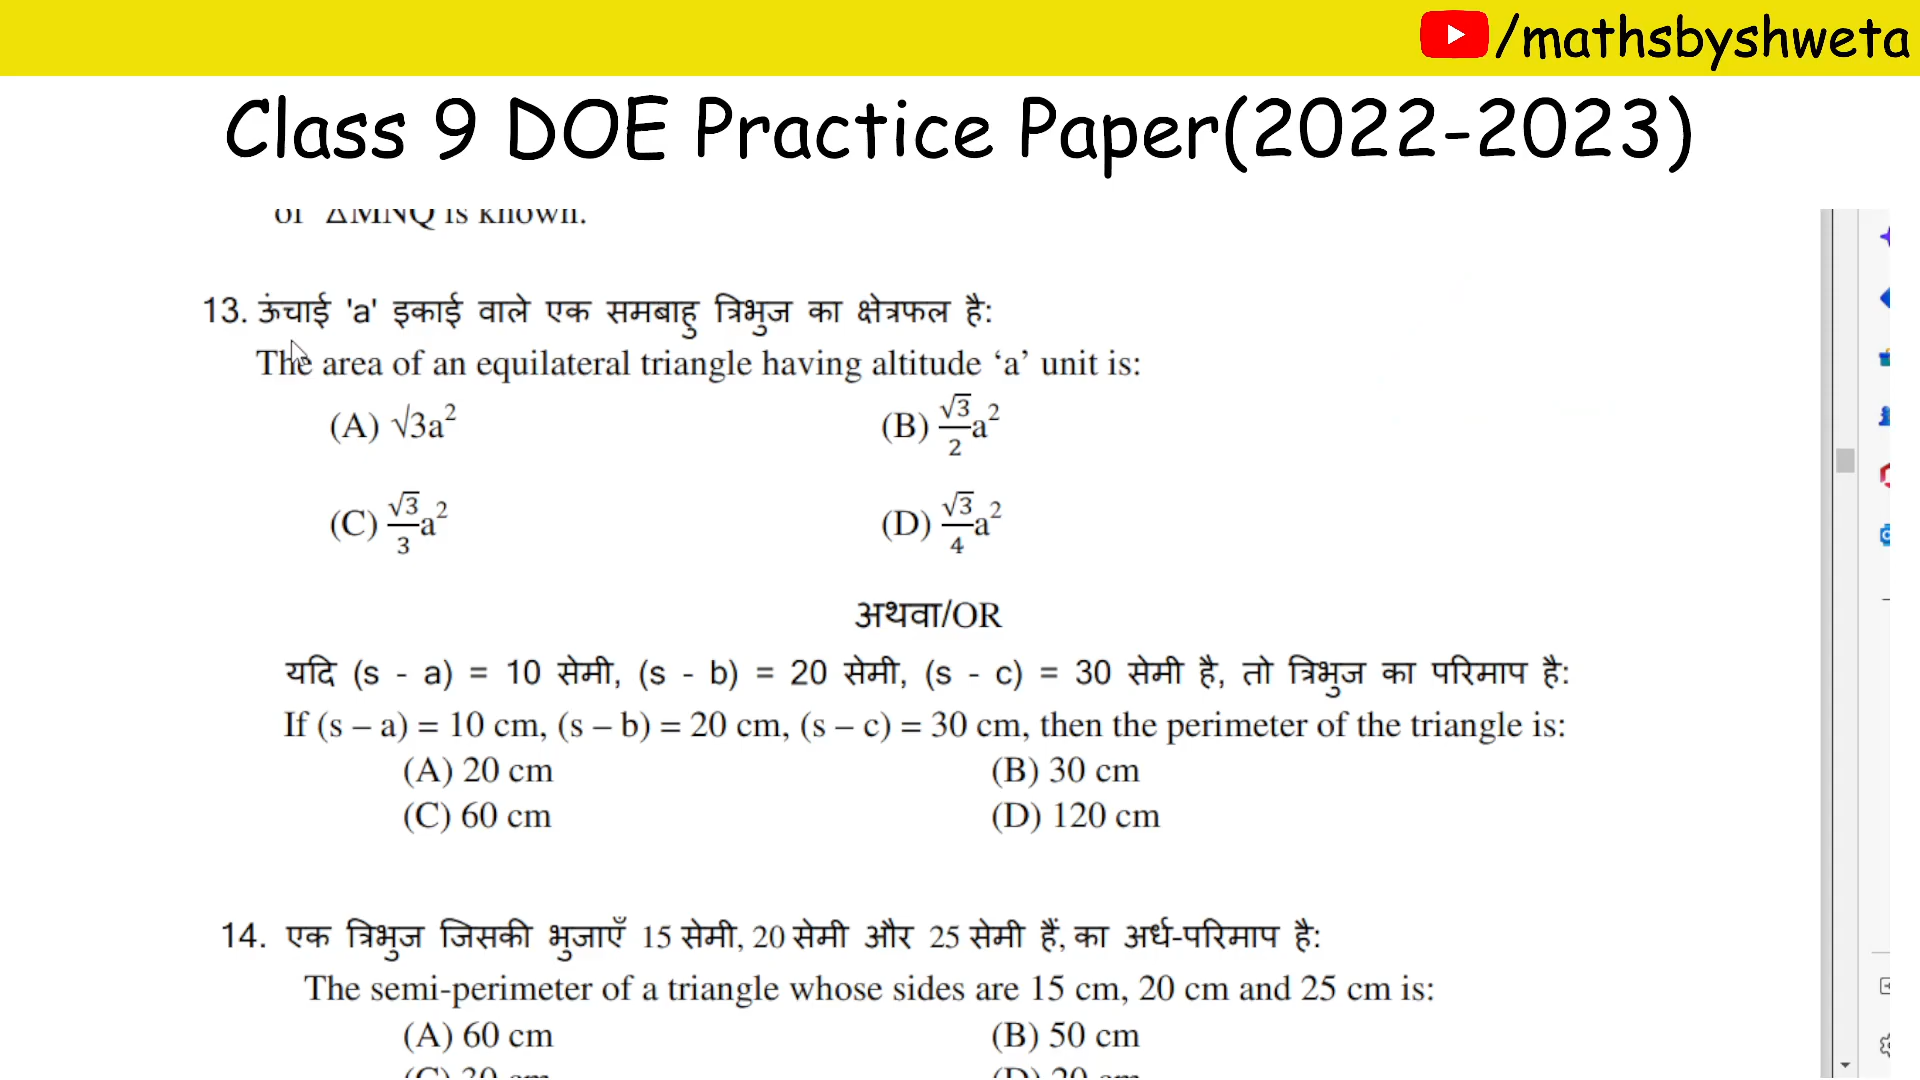 /mathsbyshweta
Class 9 DOE Practice Paper(2022-2023)
of ΔMNQ is known.
13. ऊंचाई 'a' इकाई वाले एक समबाहु त्रिभुज का क्षेत्रफल है:
The area of an equilateral triangle having altitude ‘a’ unit is:
(A) √3a² (B) √3/2 a²
(C) √3/3 a² (D) √3/4 a²
अथवा/OR
यदि (s - a) = 10 सेमी, (s - b) = 20 सेमी, (s - c) = 30 सेमी है, तो त्रिभुज का परिमाप है:
If (s – a) = 10 cm, (s – b) = 20 cm, (s – c) = 30 cm, then the perimeter of the triangle is:
(A) 20 cm (B) 30 cm
(C) 60 cm (D) 120 cm
14. एक त्रिभुज जिसकी भुजाएँ 15 सेमी, 20 सेमी और 25 सेमी हैं, का अर्ध-परिमाप है:
The semi-perimeter of a triangle whose sides are 15 cm, 20 cm and 25 cm is:
(A) 60 cm (B) 50 cm